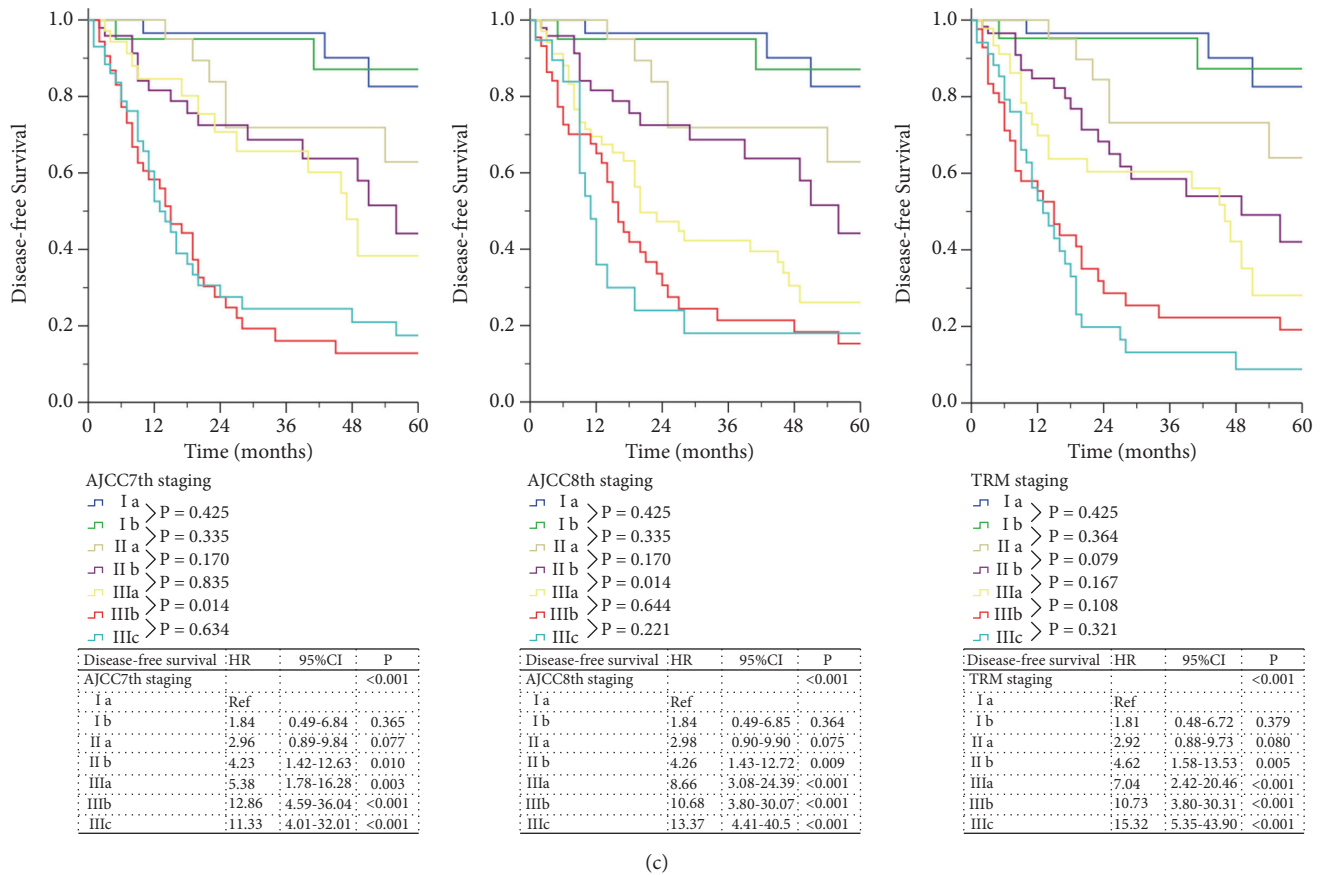 1.0
0.8
0.6
0.4
0.2
0.0
Disease-free Survival
0 12 24 36 48 60
Time (months)
AJCC7th staging
I a
P = 0.425
I b
P = 0.335
II a
P = 0.170
II b
P = 0.835
IIIa
P = 0.014
IIIb
P = 0.634
IIIc
Disease-free survival HR 95%CI P
AJCC7th staging <0.001
I a Ref
I b 1.84 0.49-6.84 0.365
II a 2.96 0.89-9.84 0.077
II b 4.23 1.42-12.63 0.010
IIIa 5.38 1.78-16.28 0.003
IIIb 12.86 4.59-36.04 <0.001
IIIc 11.33 4.01-32.01 <0.001
1.0
0.8
0.6
0.4
0.2
0.0
Disease-free Survival
0 12 24 36 48 60
Time (months)
AJCC8th staging
I a
P = 0.425
I b
P = 0.335
II a
P = 0.170
II b
P = 0.014
IIIa
P = 0.644
IIIb
P = 0.221
IIIc
Disease-free survival HR 95%CI P
AJCC8th staging <0.001
I a Ref
I b 1.84 0.49-6.85 0.364
II a 2.98 0.90-9.90 0.075
II b 4.26 1.43-12.72 0.009
IIIa 8.66 3.08-24.39 <0.001
IIIb 10.68 3.80-30.07 <0.001
IIIc 13.37 4.41-40.5 <0.001
1.0
0.8
0.6
0.4
0.2
0.0
Disease-free Survival
0 12 24 36 48 60
Time (months)
TRM staging
I a
P = 0.425
I b
P = 0.364
II a
P = 0.079
II b
P = 0.167
IIIa
P = 0.108
IIIb
P = 0.321
IIIc
Disease-free survival HR 95%CI P
TRM staging <0.001
I a Ref
I b 1.81 0.48-6.72 0.379
II a 2.92 0.88-9.73 0.080
II b 4.62 1.58-13.53 0.005
IIIa 7.04 2.42-20.46 <0.001
IIIb 10.73 3.80-30.31 <0.001
IIIc 15.32 5.35-43.90 <0.001
(c)